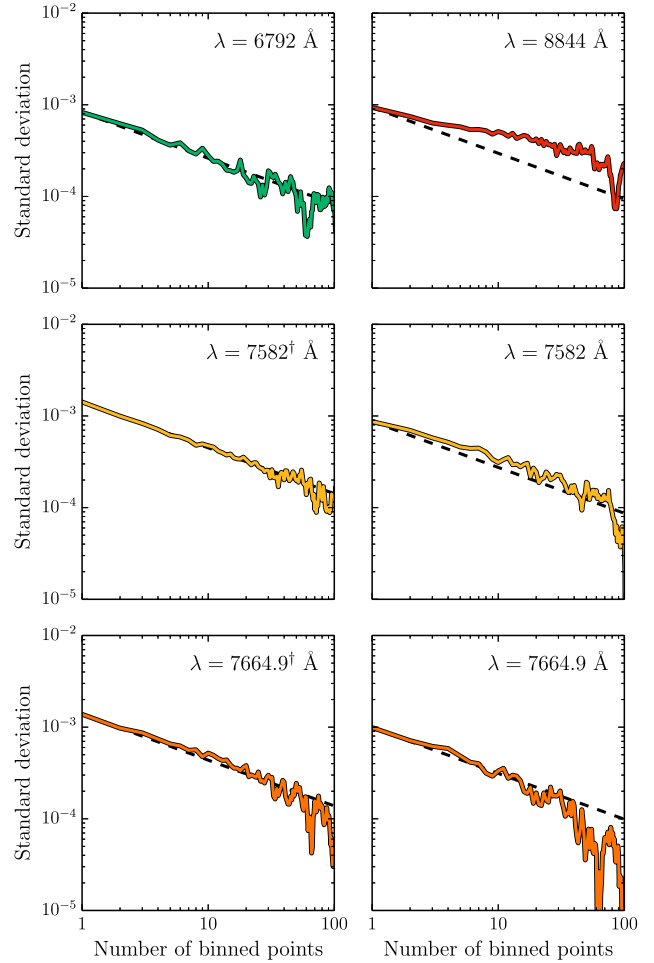 λ = 6792 Å
λ = 8844 Å
Standard deviation
10⁻²
10⁻³
10⁻⁴
10⁻⁵
λ = 7582† Å
λ = 7582 Å
Standard deviation
10⁻²
10⁻³
10⁻⁴
10⁻⁵
λ = 7664.9† Å
λ = 7664.9 Å
Standard deviation
10⁻²
10⁻³
10⁻⁴
10⁻⁵
1 10 100 1 10 100
Number of binned points Number of binned points